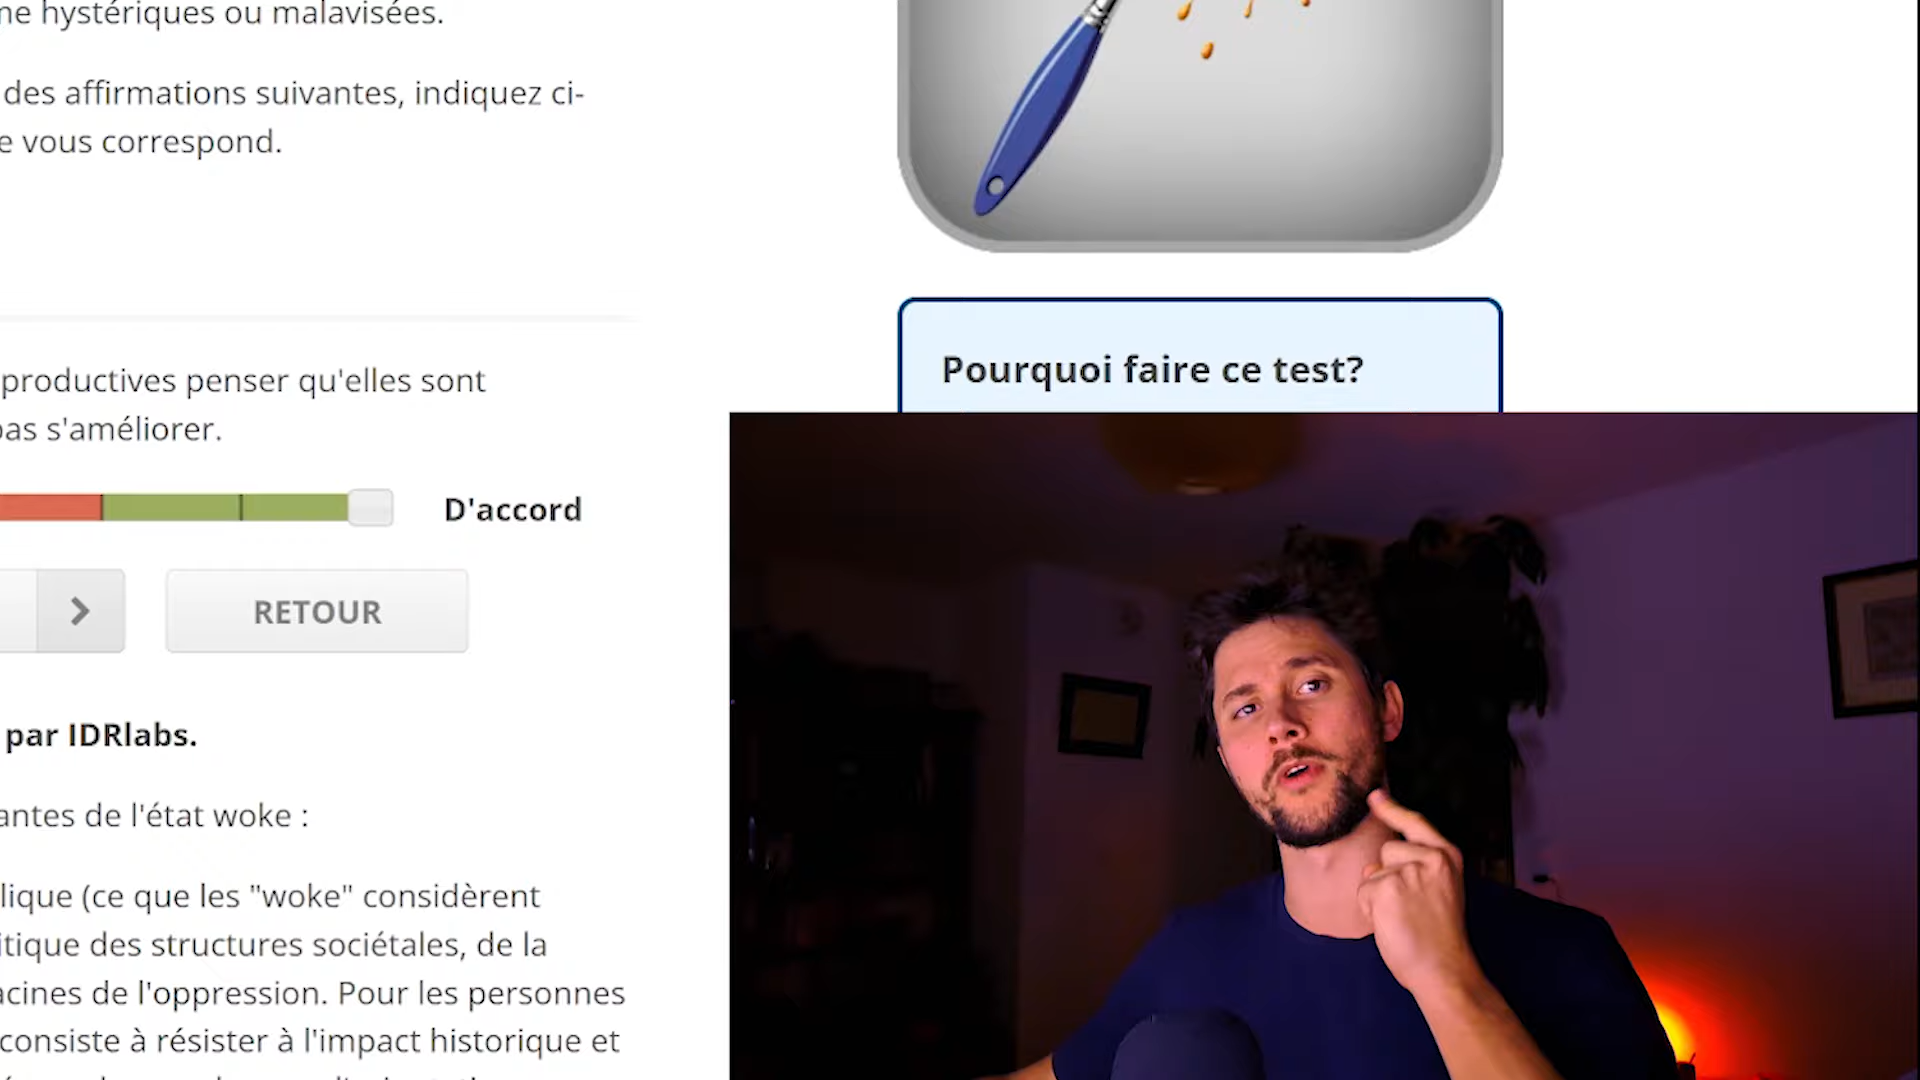 ne hystériques ou malavisées.
des affirmations suivantes, indiquez ci-
e vous correspond.
productives penser qu'elles sont
pas s'améliorer.
D'accord
RETOUR
par IDRlabs.
antes de l'état woke :
lique (ce que les "woke" considèrent
itique des structures sociétales, de la
acines de l'oppression. Pour les personnes
consiste à résister à l'impact historique et
Pourquoi faire ce test?